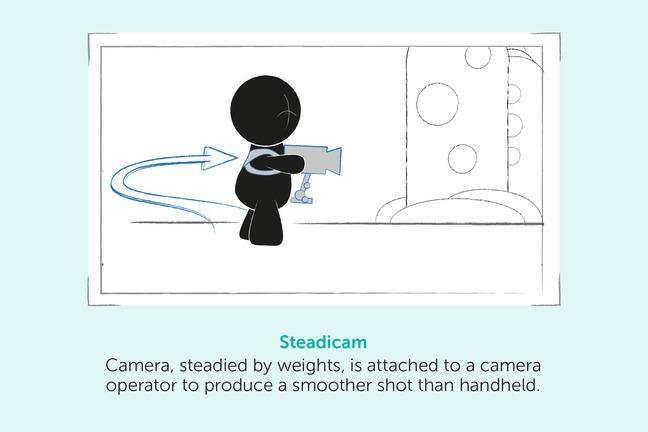 Steadicam
Camera, steadied by weights, is attached to a camera
operator to produce a smoother shot than handheld.